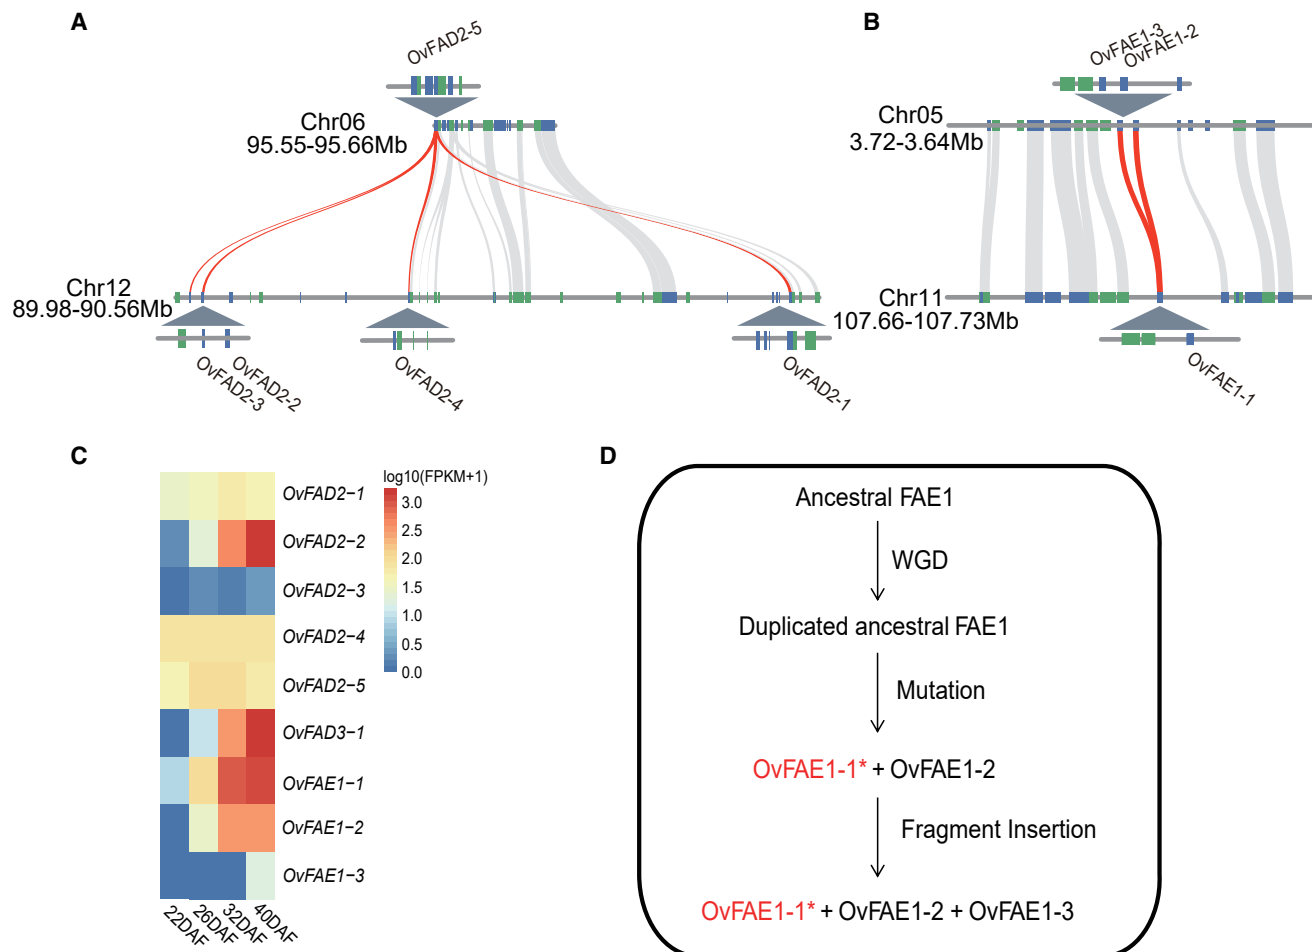 A
OvFAD2-5
Chr06
95.55-95.66Mb
Chr12
89.98-90.56Mb
OvFAD2-3
OvFAD2-2
OvFAD2-4
OvFAD2-1
B
OvFAE1-3
OvFAE1-2
Chr05
3.72-3.64Mb
Chr11
107.66-107.73Mb
OvFAE1-1
C
log10(FPKM+1)
3.0
2.5
2.0
1.5
1.0
0.5
0.0
OvFAD2−1
OvFAD2−2
OvFAD2−3
OvFAD2−4
OvFAD2−5
OvFAD3−1
OvFAE1−1
OvFAE1−2
OvFAE1−3
22DAF
26DAF
32DAF
40DAF
D
Ancestral FAE1
WGD
Duplicated ancestral FAE1
Mutation
OvFAE1-1* + OvFAE1-2
Fragment Insertion
OvFAE1-1* + OvFAE1-2 + OvFAE1-3